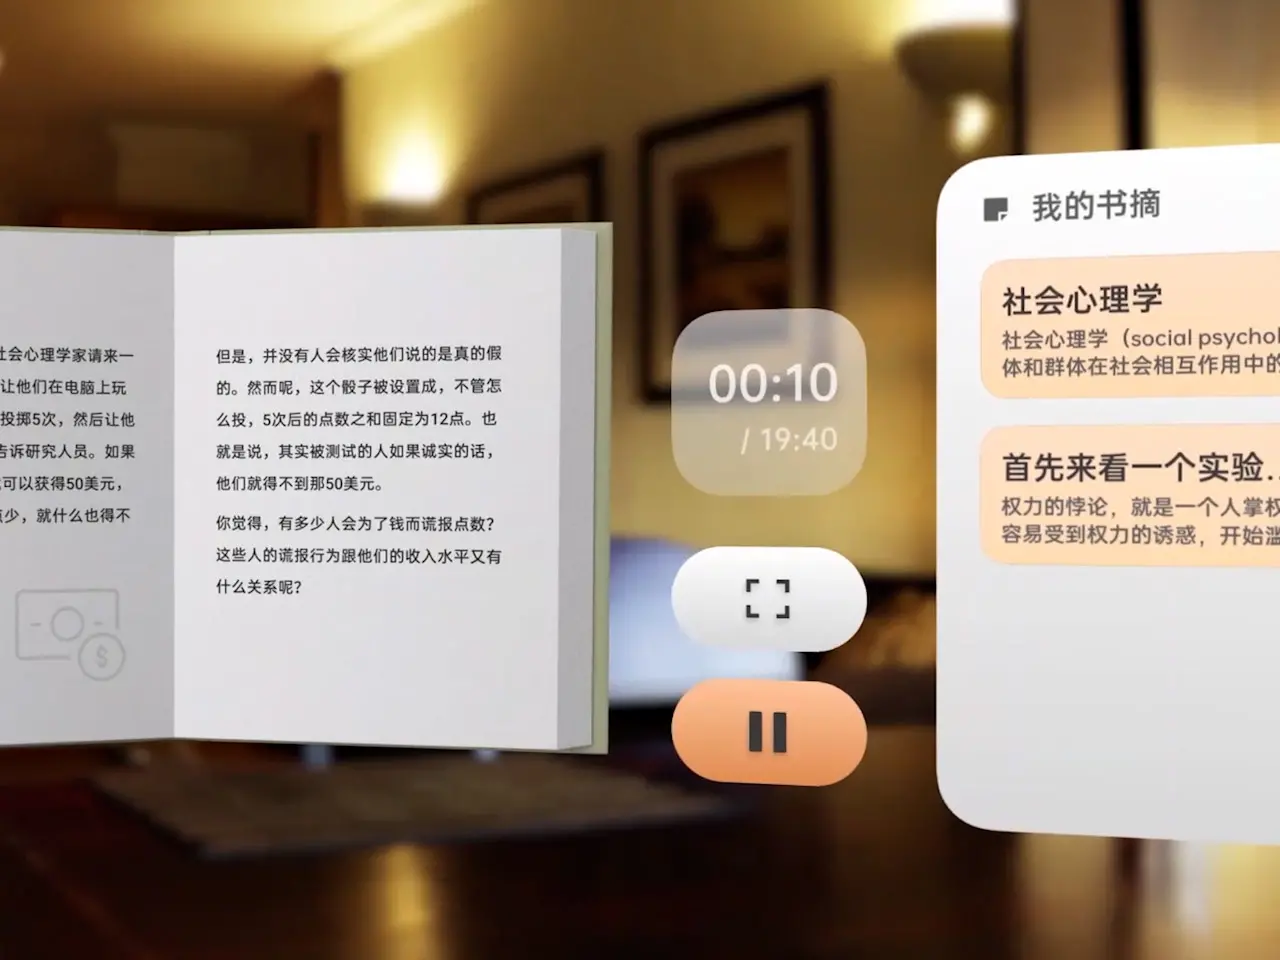 社会心理学家请来一
让他们在电脑上玩
投掷5次，然后让他
告诉研究人员。如果
可以获得50美元，
点少，就什么也得不
但是，并没有人会核实他们说的是真的假
的。然而呢，这个骰子被设置成，不管怎
么投，5次后的点数之和固定为12点。也
就是说，其实被测试的人如果诚实的话，
他们就得不到那50美元。
你觉得，有多少人会为了钱而谎报点数？
这些人的谎报行为跟他们的收入水平又有
什么关系呢？
00:10
/ 19:40
我的书摘
社会心理学
社会心理学（social psychol
体和群体在社会相互作用中的
首先来看一个实验...
权力的悖论，就是一个人掌权
容易受到权力的诱惑，开始滥